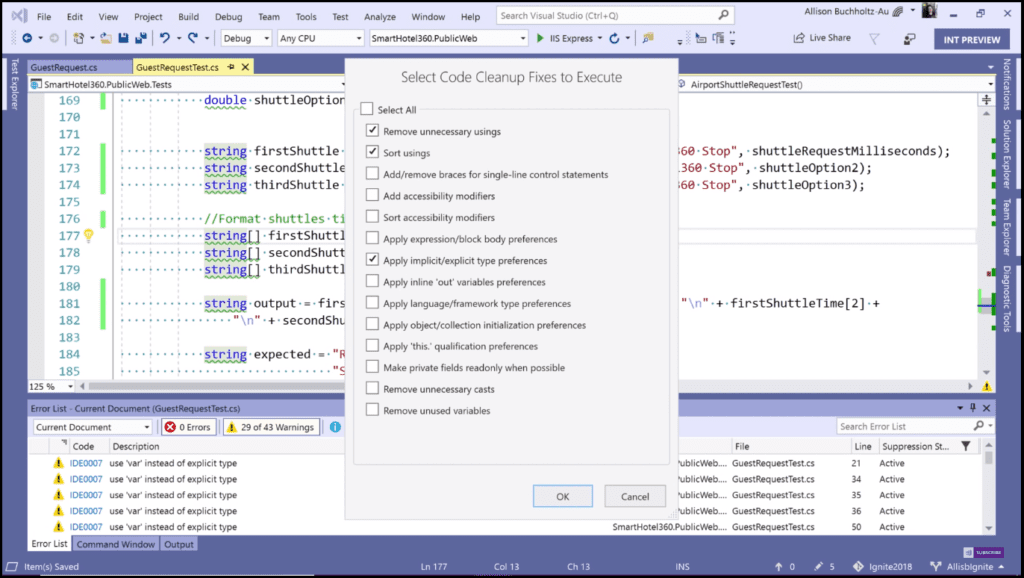 File Edit View Project Build Debug Team Tools Test Analyze Window Help Search Visual Studio (Ctrl+Q) Allison Buchholtz-Au
Debug Any CPU SmartHotel360.PublicWeb IIS Express Live Share INT PREVIEW
Test Explorer
GuestRequest.cs GuestRequestTest.cs
SmartHotel360.PublicWeb.Tests AirportShuttleRequestTest()
169 double shuttleOption
170
171
172 string firstShuttle 360 Stop", shuttleRequestMilliseconds);
173 string secondShuttle 360 Stop", shuttleOption2);
174 string thirdShuttle 360 Stop", shuttleOption3);
175
176 //Format shuttles ti
177 string[] firstShuttl
178 string[] secondShutt
179 string[] thirdShuttl
180
181 string output = firs "\n" + firstShuttleTime[2] +
182 "\n" + secondShu
183
184 string expected = "R
185 "S
125 %
Select Code Cleanup Fixes to Execute
Select All
Remove unnecessary usings
Sort usings
Add/remove braces for single-line control statements
Add accessibility modifiers
Sort accessibility modifiers
Apply expression/block body preferences
Apply implicit/explicit type preferences
Apply inline 'out' variables preferences
Apply language/framework type preferences
Apply object/collection initialization preferences
Apply 'this.' qualification preferences
Make private fields readonly when possible
Remove unnecessary casts
Remove unused variables
OK Cancel
Notifications
Solution Explorer
Team Explorer
Diagnostic Tools
Error List - Current Document (GuestRequestTest.cs)
Current Document 0 Errors 29 of 43 Warnings Search Error List
Code Description File Line Suppression St...
IDE0007 use 'var' instead of explicit type PublicWeb.... GuestRequestTest.cs 21 Active
IDE0007 use 'var' instead of explicit type PublicWeb.... GuestRequestTest.cs 34 Active
IDE0007 use 'var' instead of explicit type PublicWeb.... GuestRequestTest.cs 35 Active
IDE0007 use 'var' instead of explicit type PublicWeb.... GuestRequestTest.cs 36 Active
IDE0007 use 'var' instead of explicit type SmartHotel360.PublicWeb.... GuestRequestTest.cs 50 Active
Error List Command Window Output
SUBSCRIBE
Item(s) Saved Ln 177 Col 13 Ch 13 INS 0 5 Ignite2018 AllisbIgnite